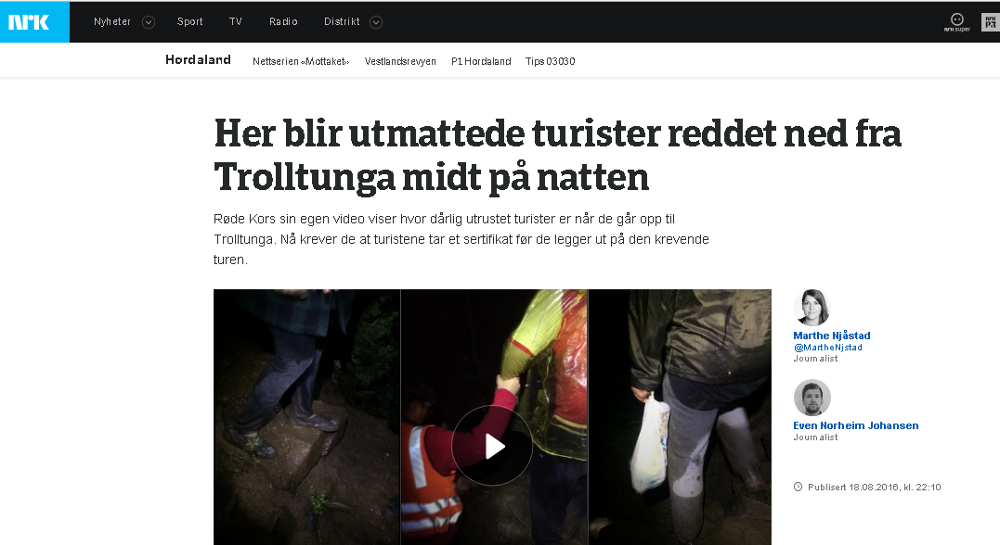 NRK
Nyheter Sport TV Radio Distrikt
nrk super
nrk P3
Hordaland Nettserien «Mottaket» Vestlandsrevyen P1 Hordaland Tips 03030
Her blir utmattede turister reddet ned fra
Trolltunga midt på natten
Røde Kors sin egen video viser hvor dårlig utrustet turister er når de går opp til
Trolltunga. Nå krever de at turistene tar et sertifikat før de legger ut på den krevende
turen.
Marthe Njåstad
@MartheNjstad
Journalist
Even Norheim Johansen
Journalist
Publisert 18.08.2016, kl. 22:10